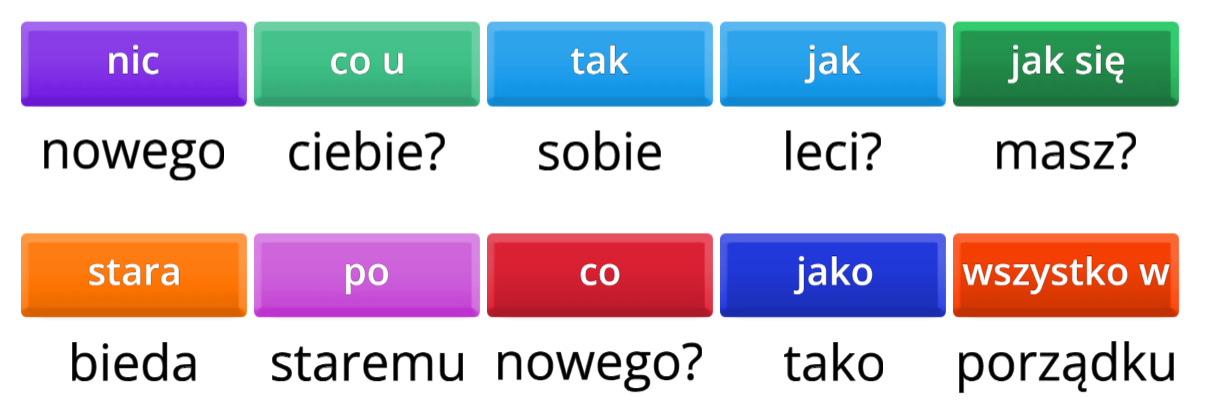 nic co u tak jak jak się
nowego ciebie? sobie leci? masz?
stara po co jako wszystko w
bieda staremu nowego? tako porządku